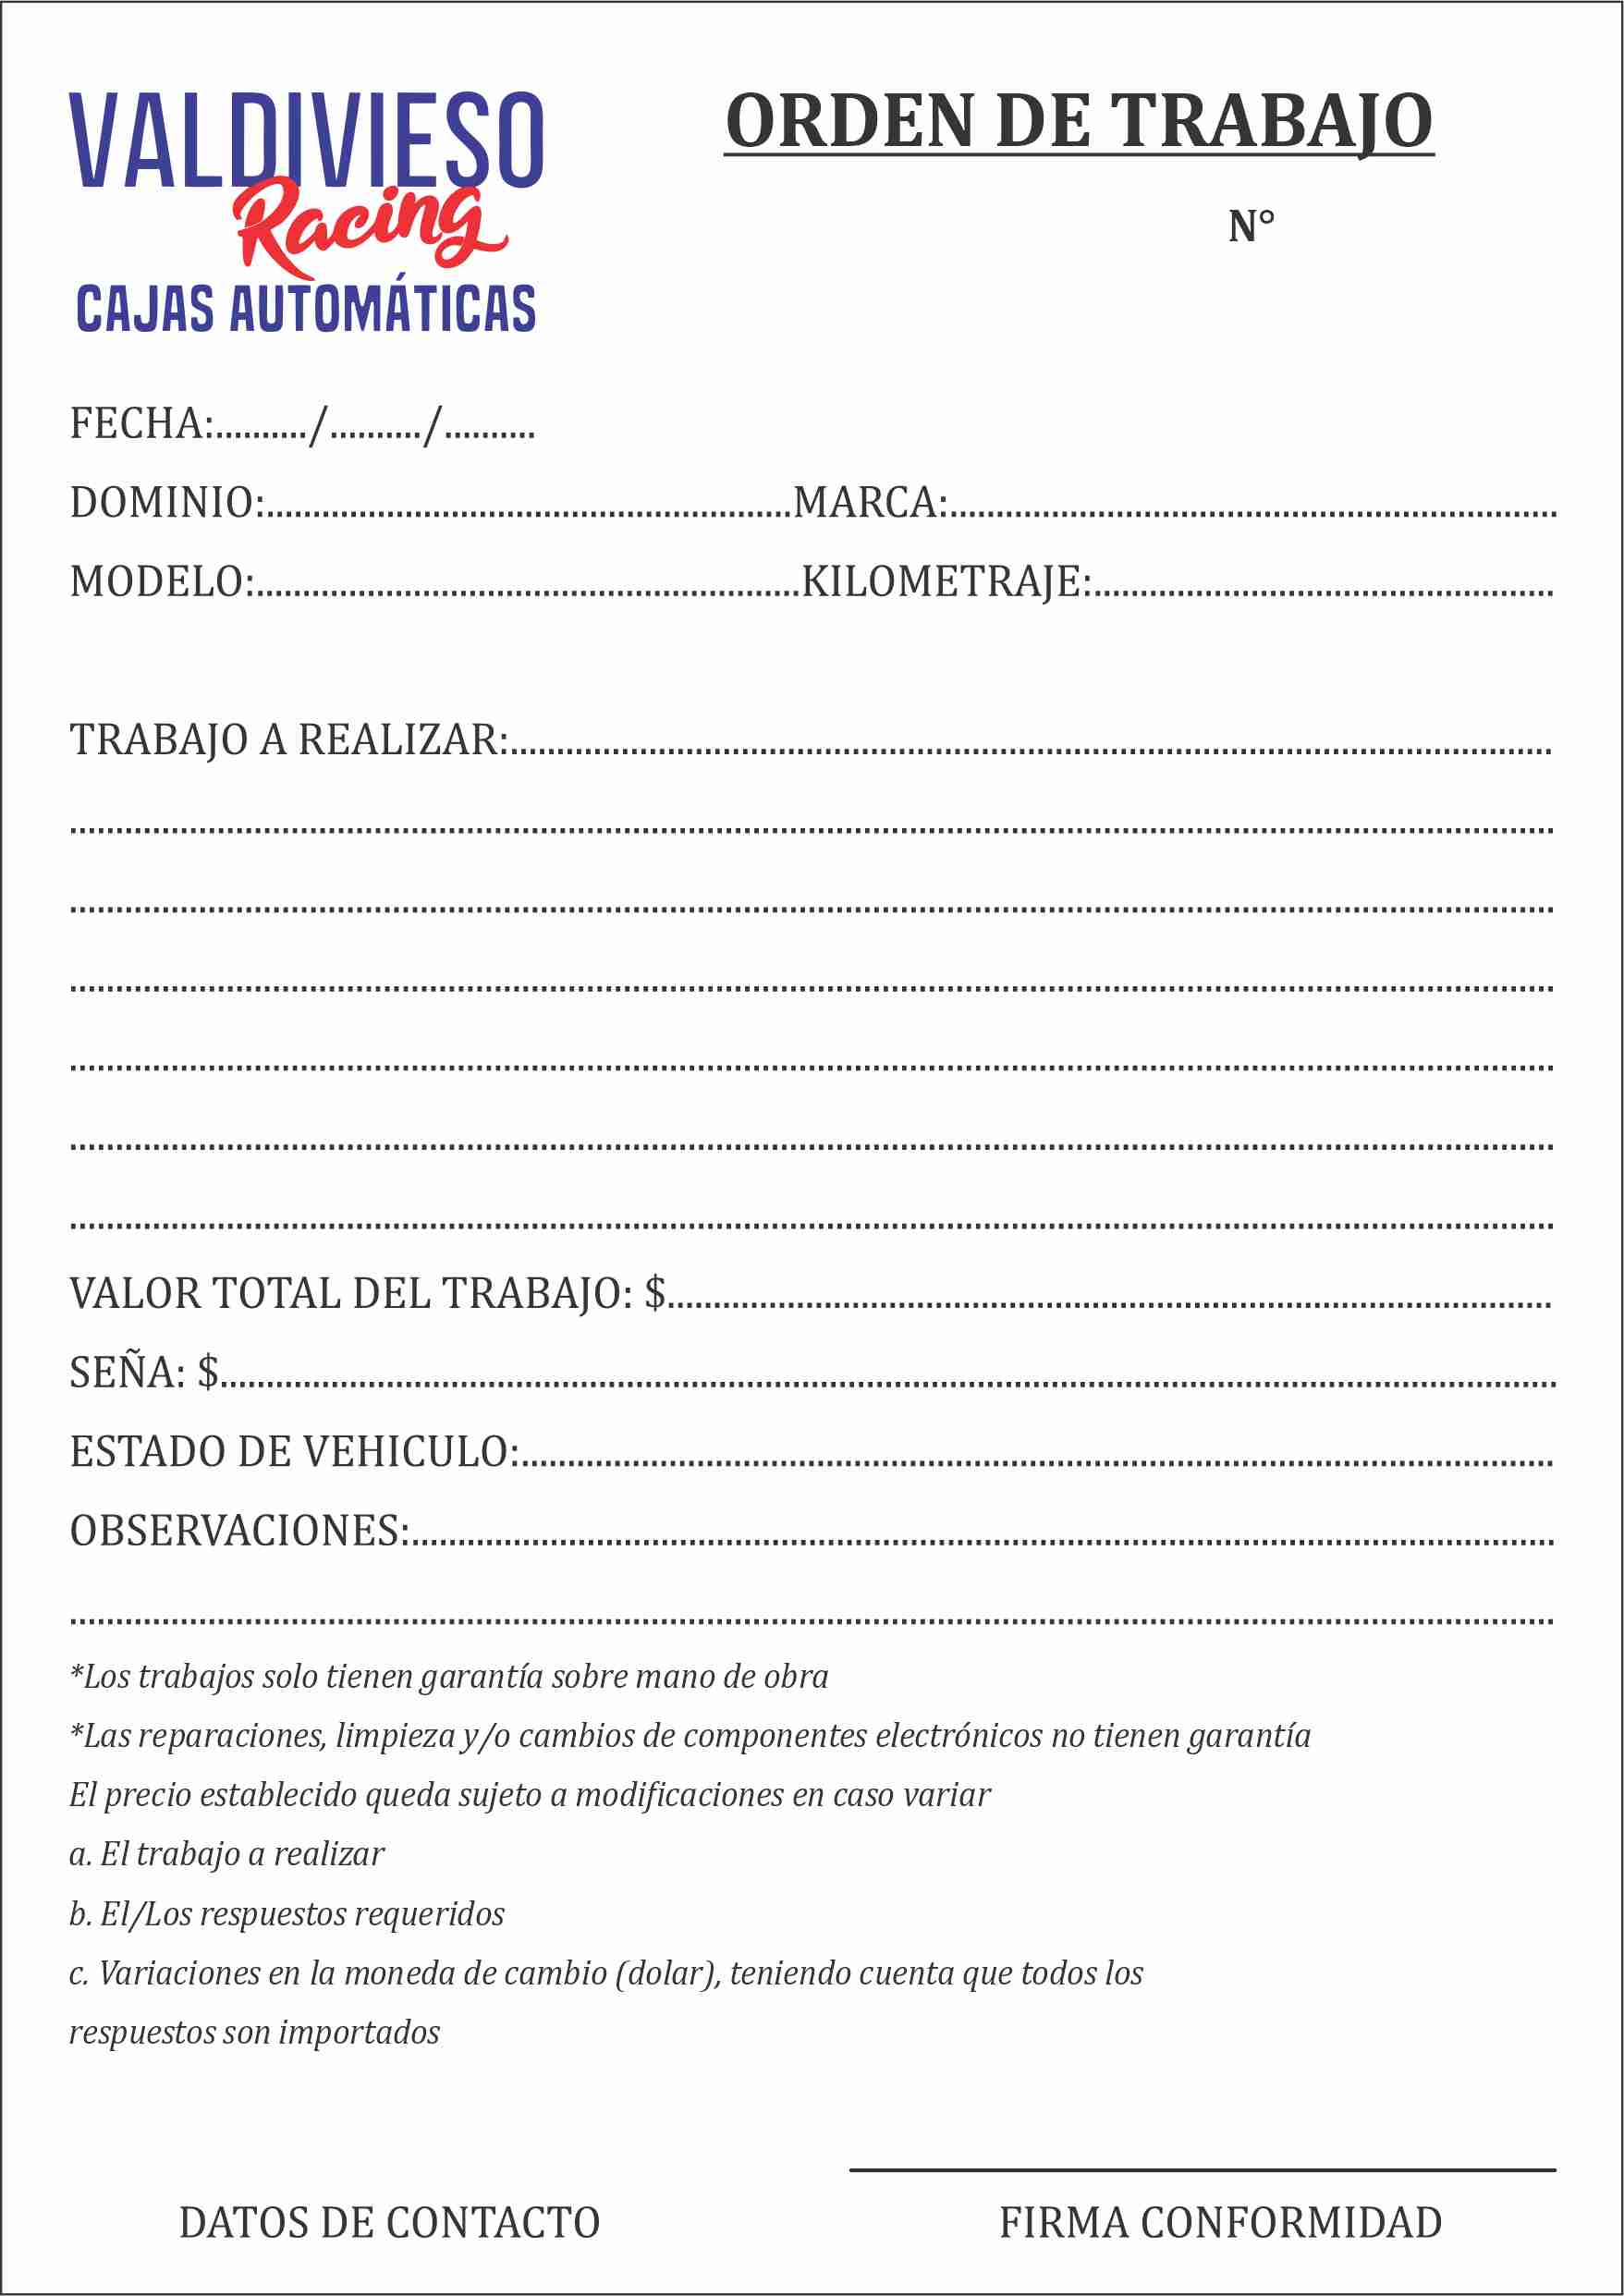 VALDIVIESO
Racing
CAJAS AUTOMÁTICAS
ORDEN DE TRABAJO
N°
FECHA:........../........../..........
DOMINIO:.........................................................MARCA:..................................................................
MODELO:...........................................................KILOMETRAJE:..................................................
TRABAJO A REALIZAR:.................................................................................................................
VALOR TOTAL DEL TRABAJO: $................................................................................................
SEÑA: $.................................................................................................................................................
ESTADO DE VEHICULO:................................................................................................................
OBSERVACIONES:............................................................................................................................
*Los trabajos solo tienen garantía sobre mano de obra
*Las reparaciones, limpieza y/o cambios de componentes electrónicos no tienen garantía
El precio establecido queda sujeto a modificaciones en caso variar
a. El trabajo a realizar
b. El/Los respuestos requeridos
c. Variaciones en la moneda de cambio (dolar), teniendo cuenta que todos los
respuestos son importados
DATOS DE CONTACTO
FIRMA CONFORMIDAD